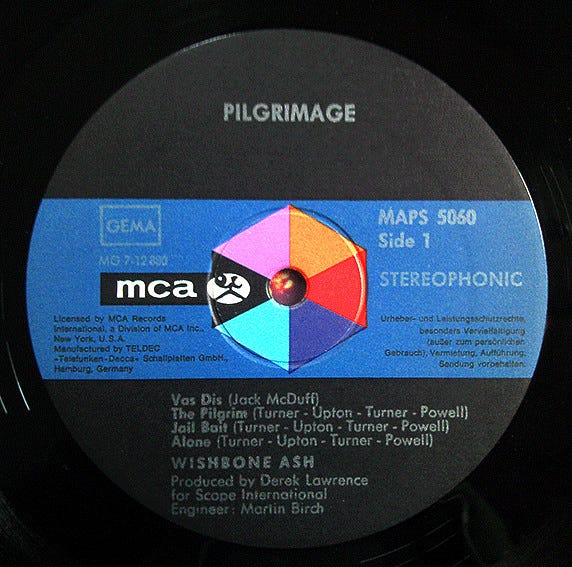 PILGRIMAGE
GEMA
MAPS 5060
Side 1
MO 7-12 880
STEREOPHONIC
mca
Licensed by MCA Records
International, a Division of MCA Inc.,
New York, U.S.A.
Manufactured by TELDEC
»Telefunken-Decca« Schallplatten GmbH.,
Hamburg, Germany
Urheber- und Leistungsschutzrechte,
besonders Vervielfältigung
(außer zum persönlichen
Gebrauch), Vermietung, Aufführung,
Sendung vorbehalten.
Vas Dis (Jack McDuff)
The Pilgrim (Turner - Upton - Turner - Powell)
Jail Bait (Turner - Upton - Turner - Powell)
Alone (Turner - Upton - Turner - Powell)
WISHBONE ASH
Produced by Derek Lawrence
for Scope International
Engineer: Martin Birch